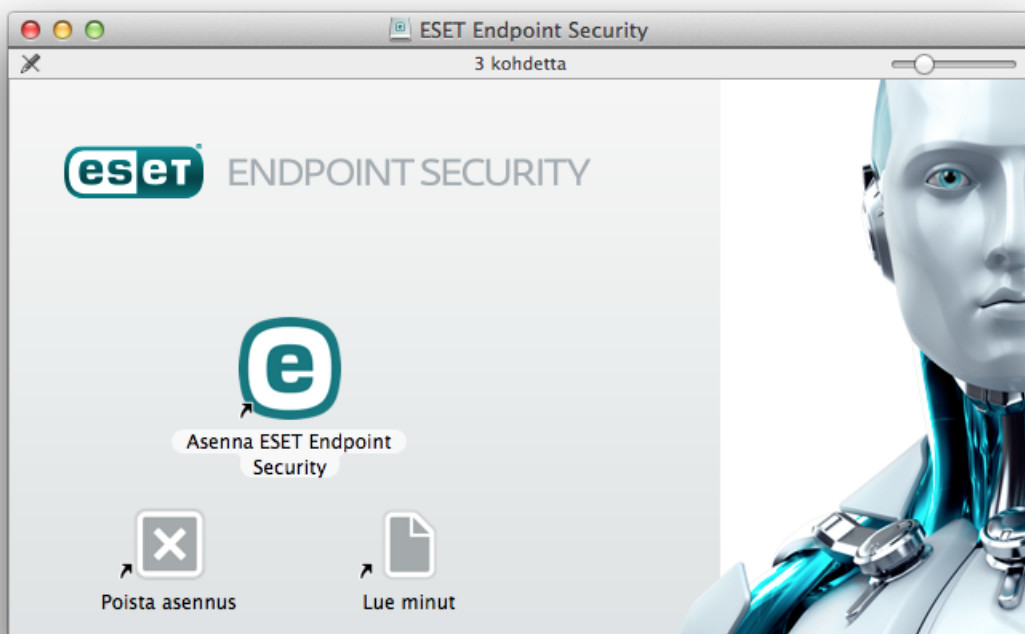 ESET Endpoint Security
3 kohdetta
eset® ENDPOINT SECURITY
e
Asenna ESET Endpoint
Security
Poista asennus
Lue minut